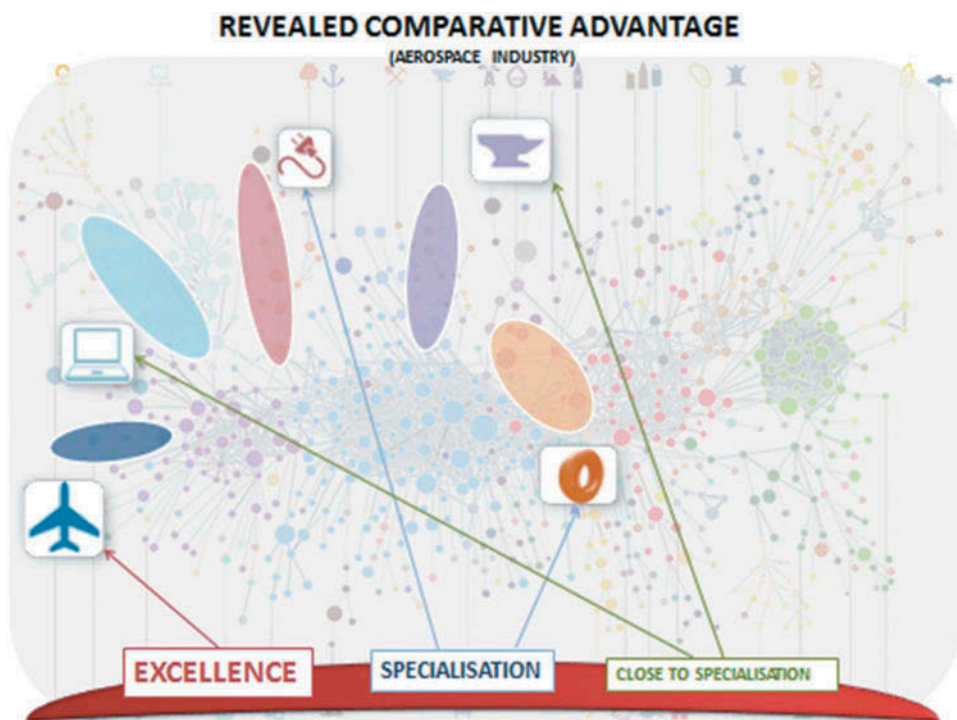 REVEALED COMPARATIVE ADVANTAGE
(AEROSPACE INDUSTRY)
EXCELLENCE
SPECIALISATION
CLOSE TO SPECIALISATION